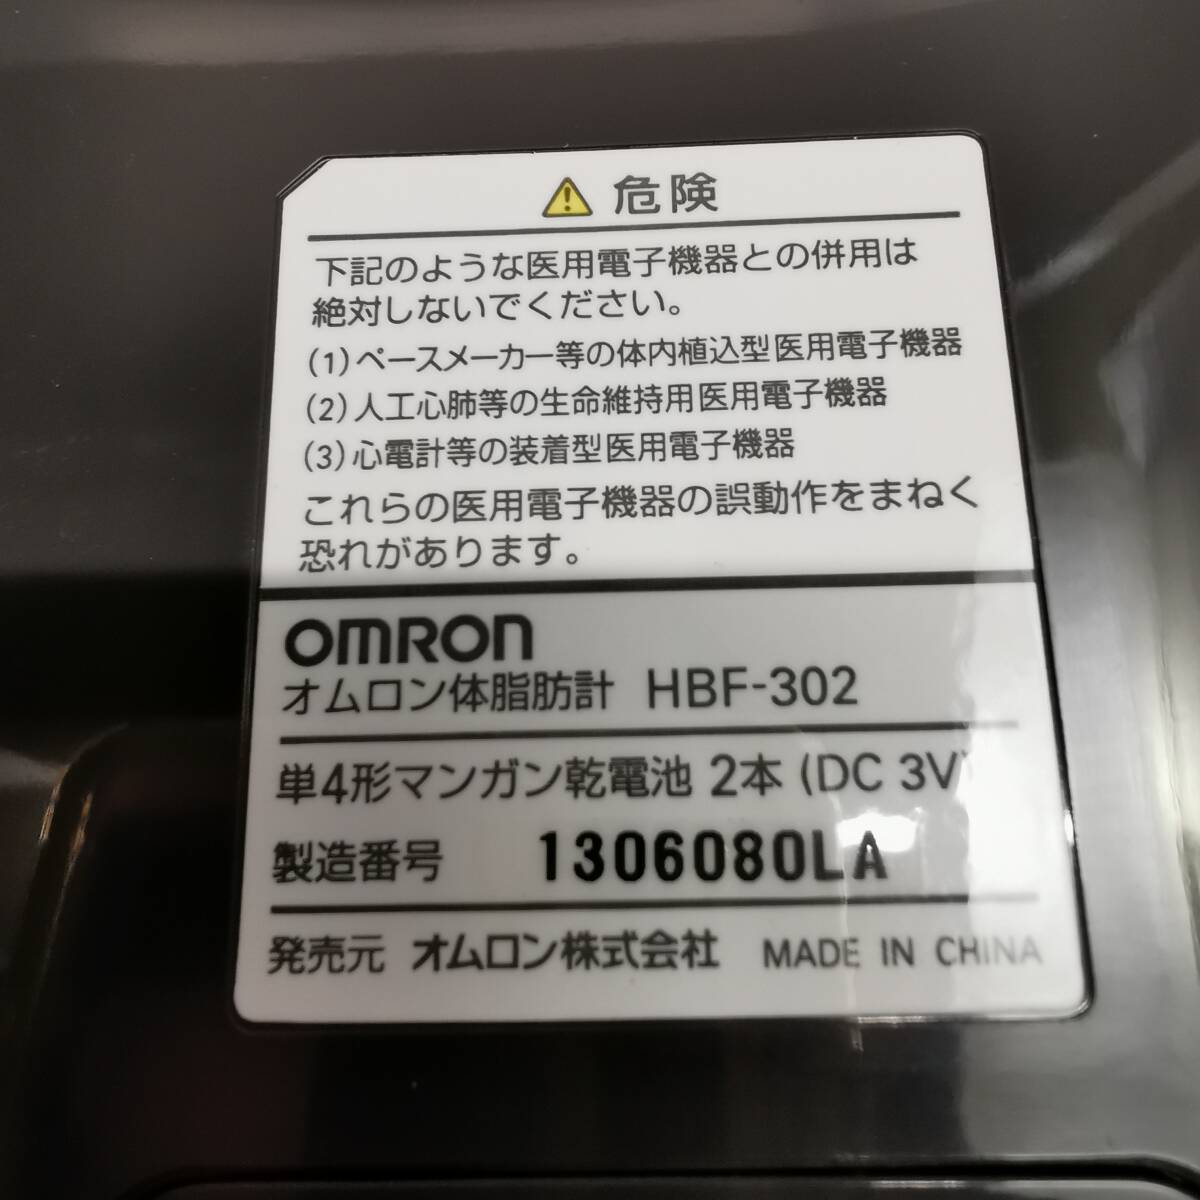 危険
下記のような医用電子機器との併用は
絶対しないでください。
(1)ペースメーカー等の体内植込型医用電子機器
(2)人工心肺等の生命維持用医用電子機器
(3)心電計等の装着型医用電子機器
これらの医用電子機器の誤動作をまねく
恐れがあります。
OMRON
オムロン体脂肪計 HBF-302
単4形マンガン乾電池 2本 (DC 3V)
製造番号 1306080LA
発売元 オムロン株式会社 MADE IN CHINA